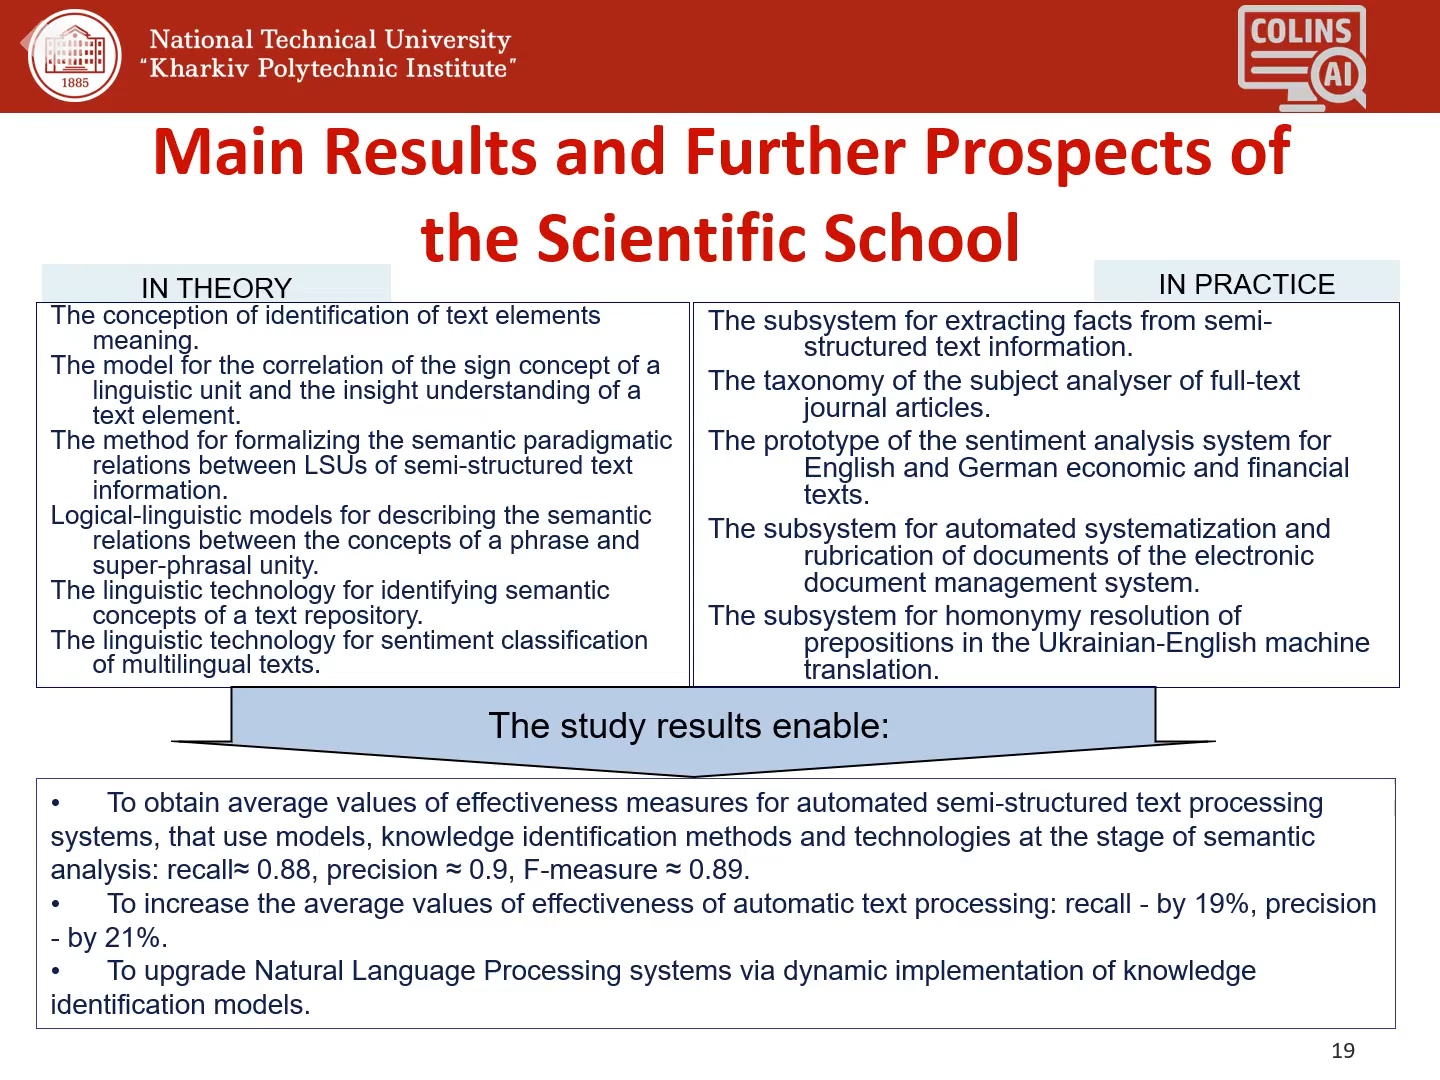 National Technical University
“Kharkiv Polytechnic Institute”
1885
COLINS
AI
Main Results and Further Prospects of
the Scientific School
IN THEORY
The conception of identification of text elements
meaning.
The model for the correlation of the sign concept of a
linguistic unit and the insight understanding of a
text element.
The method for formalizing the semantic paradigmatic
relations between LSUs of semi-structured text
information.
Logical-linguistic models for describing the semantic
relations between the concepts of a phrase and
super-phrasal unity.
The linguistic technology for identifying semantic
concepts of a text repository.
The linguistic technology for sentiment classification
of multilingual texts.
IN PRACTICE
The subsystem for extracting facts from semi-
structured text information.
The taxonomy of the subject analyser of full-text
journal articles.
The prototype of the sentiment analysis system for
English and German economic and financial
texts.
The subsystem for automated systematization and
rubrication of documents of the electronic
document management system.
The subsystem for homonymy resolution of
prepositions in the Ukrainian-English machine
translation.
The study results enable:
• To obtain average values of effectiveness measures for automated semi-structured text processing
systems, that use models, knowledge identification methods and technologies at the stage of semantic
analysis: recall≈ 0.88, precision ≈ 0.9, F-measure ≈ 0.89.
• To increase the average values of effectiveness of automatic text processing: recall - by 19%, precision
- by 21%.
• To upgrade Natural Language Processing systems via dynamic implementation of knowledge
identification models.
19